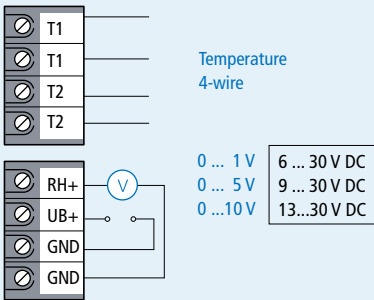 T1
T1
T2
T2
Temperature
4-wire
RH+
V
UB+
GND
GND
0 ... 1 V 6 ... 30 V DC
0 ... 5 V 9 ... 30 V DC
0 ...10 V 13...30 V DC